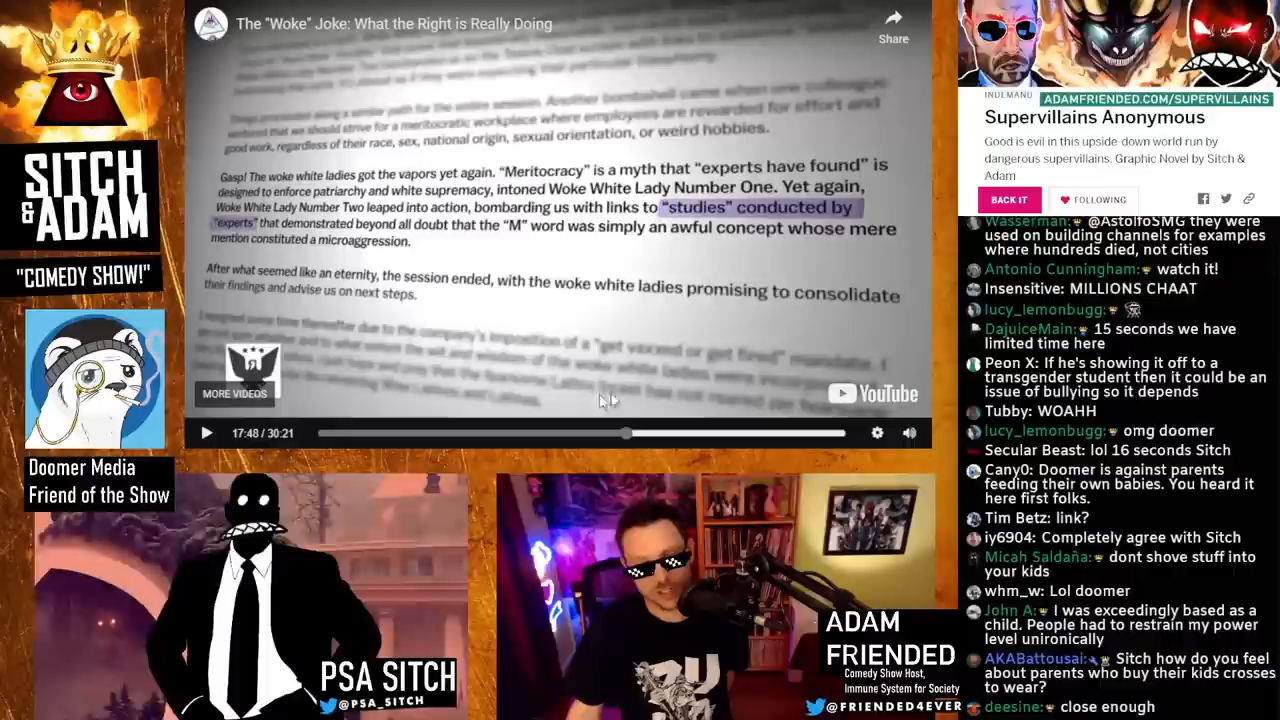 SITCH
& ADAM
"COMEDY SHOW!"
Doomer Media
Friend of the Show
The "Woke" Joke: What the Right is Really Doing
Share
ventured that we should strive for a meritocratic workplace where employees are rewarded for effort and
good work, regardless of their race, sex, national origin, sexual orientation, or weird hobbies.
Gasp! The woke white ladies got the vapors yet again. “Meritocracy” is a myth that “experts have found” is
designed to enforce patriarchy and white supremacy, intoned Woke White Lady Number One. Yet again,
Woke White Lady Number Two leaped into action, bombarding us with links to “studies” conducted by
“experts” that demonstrated beyond all doubt that the “M” word was simply an awful concept whose mere
mention constituted a microaggression.
After what seemed like an eternity, the session ended, with the woke white ladies promising to consolidate
their findings and advise us on next steps.
MORE VIDEOS
YouTube
17:48 / 30:21
PSA SITCH
@PSA_SITCH
ADAM
FRIENDED
Comedy Show Host,
Immune System for Society
@FRIENDED4EVER
INDEMAND
ADAMFRIENDED.COM/SUPERVILLAINS
Supervillains Anonymous
Good is evil in this upside-down world run by
dangerous supervillains. Graphic Novel by Sitch &
Adam
BACK IT
FOLLOWING
Wasserman: @AstolfoSMG they were
used on building channels for examples
where hundreds died, not cities
Antonio Cunningham: watch it!
Insensitive: MILLIONS CHAAT
lucy_lemonbugg:
DajuiceMain: 15 seconds we have
limited time here
Peon X: If he's showing it off to a
transgender student then it could be an
issue of bullying so it depends
Tubby: WOAHH
lucy_lemonbugg: omg doomer
Secular Beast: lol 16 seconds Sitch
Cany0: Doomer is against parents
feeding their own babies. You heard it
here first folks.
Tim Betz: link?
iy6904: Completely agree with Sitch
Micah Saldaña: dont shove stuff into
your kids
whm_w: Lol doomer
John A: I was exceedingly based as a
child. People had to restrain my power
level unironically
AKABattousai: Sitch how do you feel
about parents who buy their kids crosses
to wear?
deesine: close enough